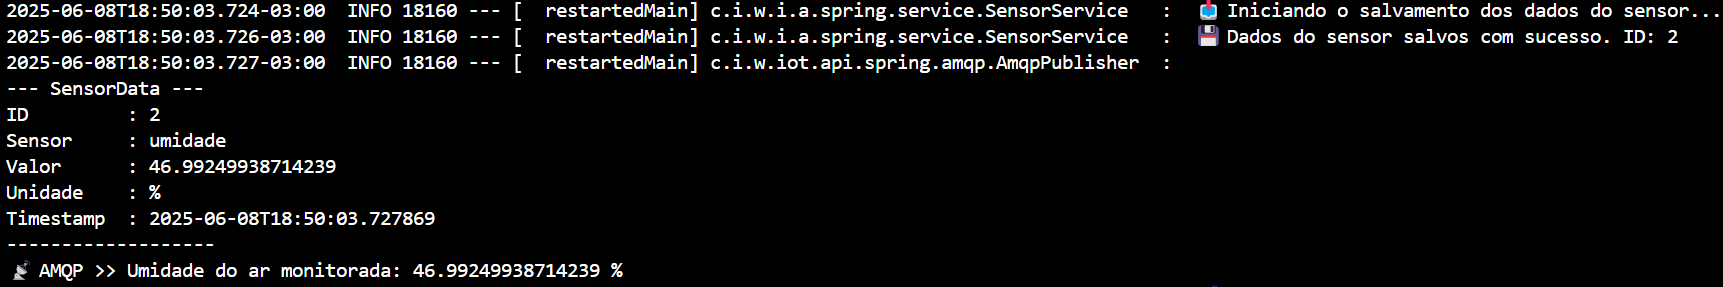 2025-06-08T18:50:03.724-03:00  INFO 18160 --- [  restartedMain] c.i.w.i.a.spring.service.SensorService   :  📥 Iniciando o salvamento dos dados do sensor...
2025-06-08T18:50:03.726-03:00  INFO 18160 --- [  restartedMain] c.i.w.i.a.spring.service.SensorService   :  💾 Dados do sensor salvos com sucesso. ID: 2
2025-06-08T18:50:03.727-03:00  INFO 18160 --- [  restartedMain] c.i.w.iot.api.spring.amqp.AmqpPublisher  :
--- SensorData ---
ID         : 2
Sensor     : umidade
Valor      : 46.99249938714239
Unidade    : %
Timestamp  : 2025-06-08T18:50:03.727869
-------------------
📡 AMQP >> Umidade do ar monitorada: 46.99249938714239 %